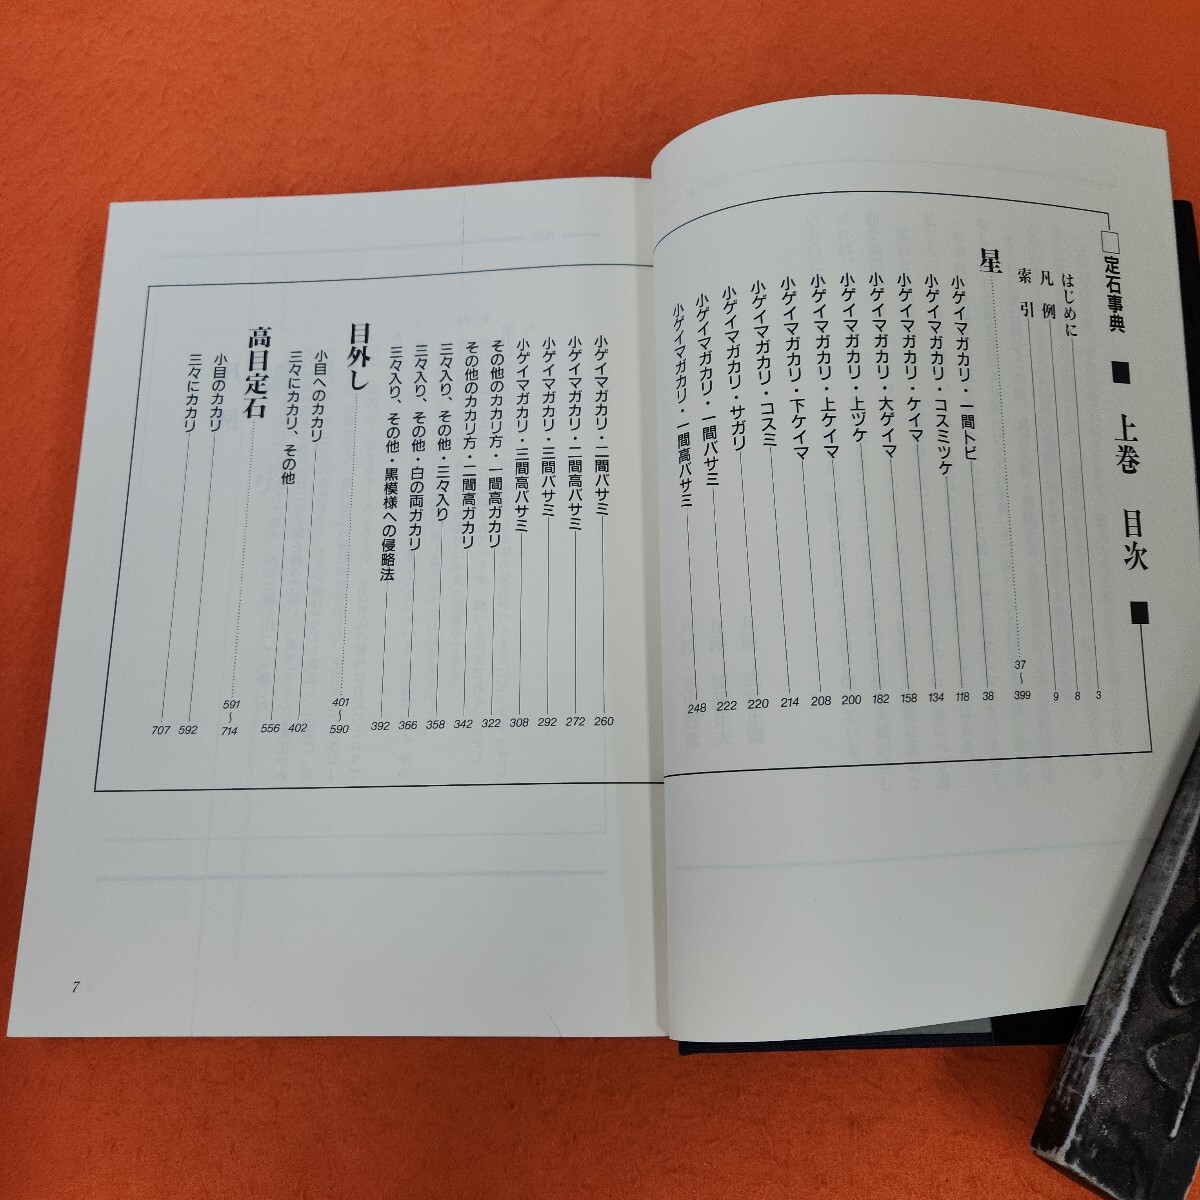 定石事典 ■ 上巻 目次 ■
はじめに 3
凡例 8
索引 9
星 37〜399
小ゲイマガカリ・一間トビ 38
小ゲイマガカリ・コスミツケ 118
小ゲイマガカリ・ケイマ 134
小ゲイマガカリ・大ゲイマ 158
小ゲイマガカリ・上ヅケ 182
小ゲイマガカリ・上ケイマ 200
小ゲイマガカリ・下ケイマ 208
小ゲイマガカリ・コスミ 214
小ゲイマガカリ・サガリ 220
小ゲイマガカリ・一間バサミ 222
小ゲイマガカリ・一間高バサミ 248
小ゲイマガカリ・二間バサミ 260
小ゲイマガカリ・二間高バサミ 272
小ゲイマガカリ・三間バサミ 292
小ゲイマガカリ・三間高バサミ 308
その他のカカリ方・一間高ガカリ 322
その他のカカリ方・二間高ガカリ 342
三々入り、その他・三々入り 358
三々入り、その他・白の両ガカリ 366
三々入り、その他・黒模様への侵略法 392
目外し 401〜590
小目へのカカリ 402
三々にカカリ、その他 556
高目定石 591〜714
小目のカカリ 592
三々にカカリ 707
7